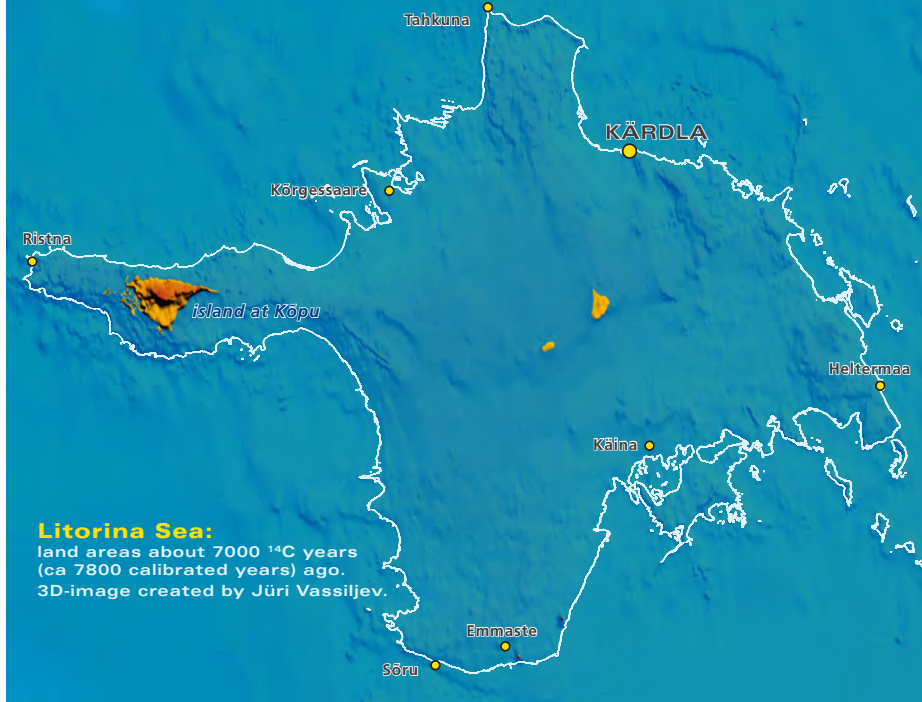 Tahkuna
KÄRDLA
Kõrgessaare
Ristna
island at Kõpu
Heltermaa
Käina
Litorina Sea:
land areas about 7000 ¹⁴C years
(ca 7800 calibrated years) ago.
3D-image created by Jüri Vassiljev.
Emmaste
Sõru